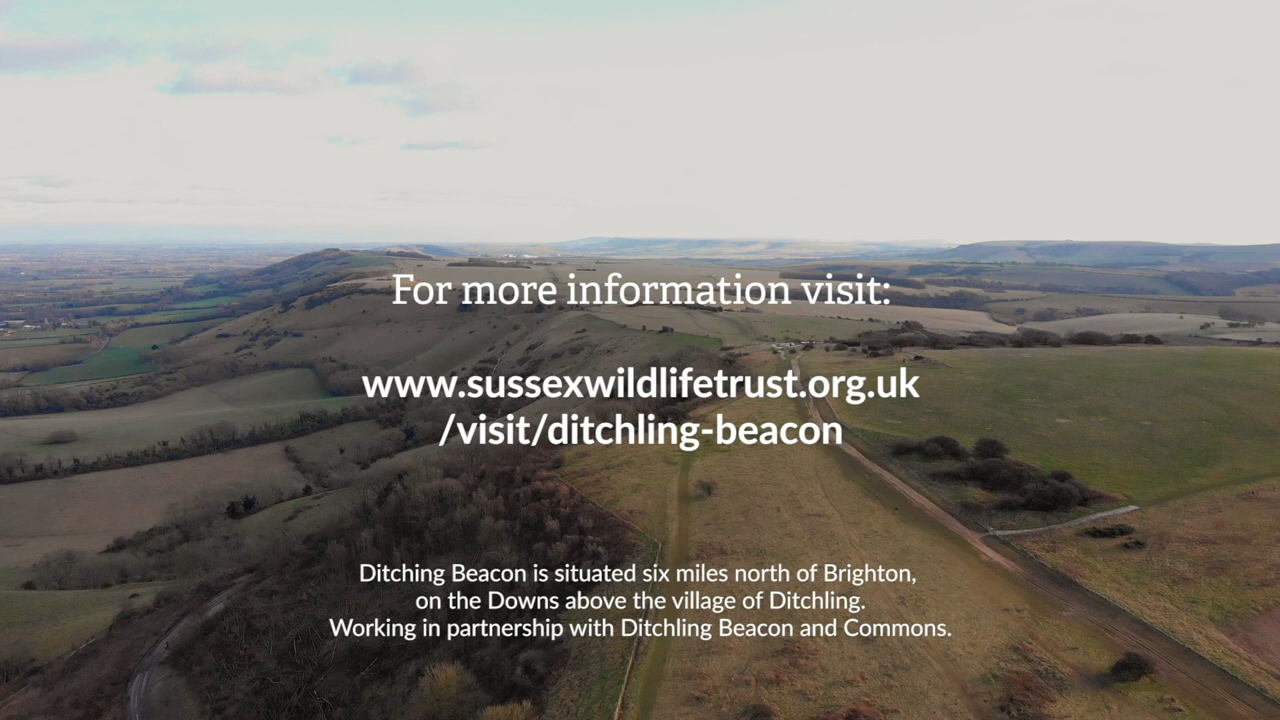 For more information visit:
www.sussexwildlifetrust.org.uk
/visit/ditchling-beacon
Ditching Beacon is situated six miles north of Brighton,
on the Downs above the village of Ditchling.
Working in partnership with Ditchling Beacon and Commons.